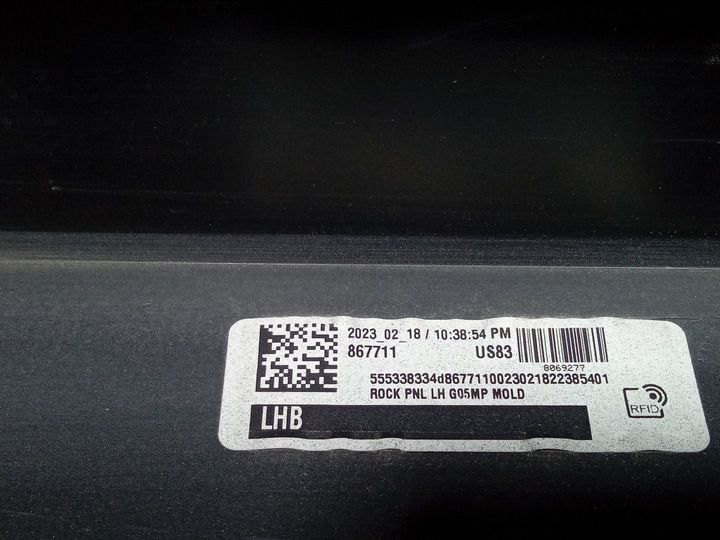 2023_02_18 / 10:38:54 PM
867711 US83
8069277
555338334d8677110023021822385401
ROCK PNL LH G05MP MOLD
LHB
RFID